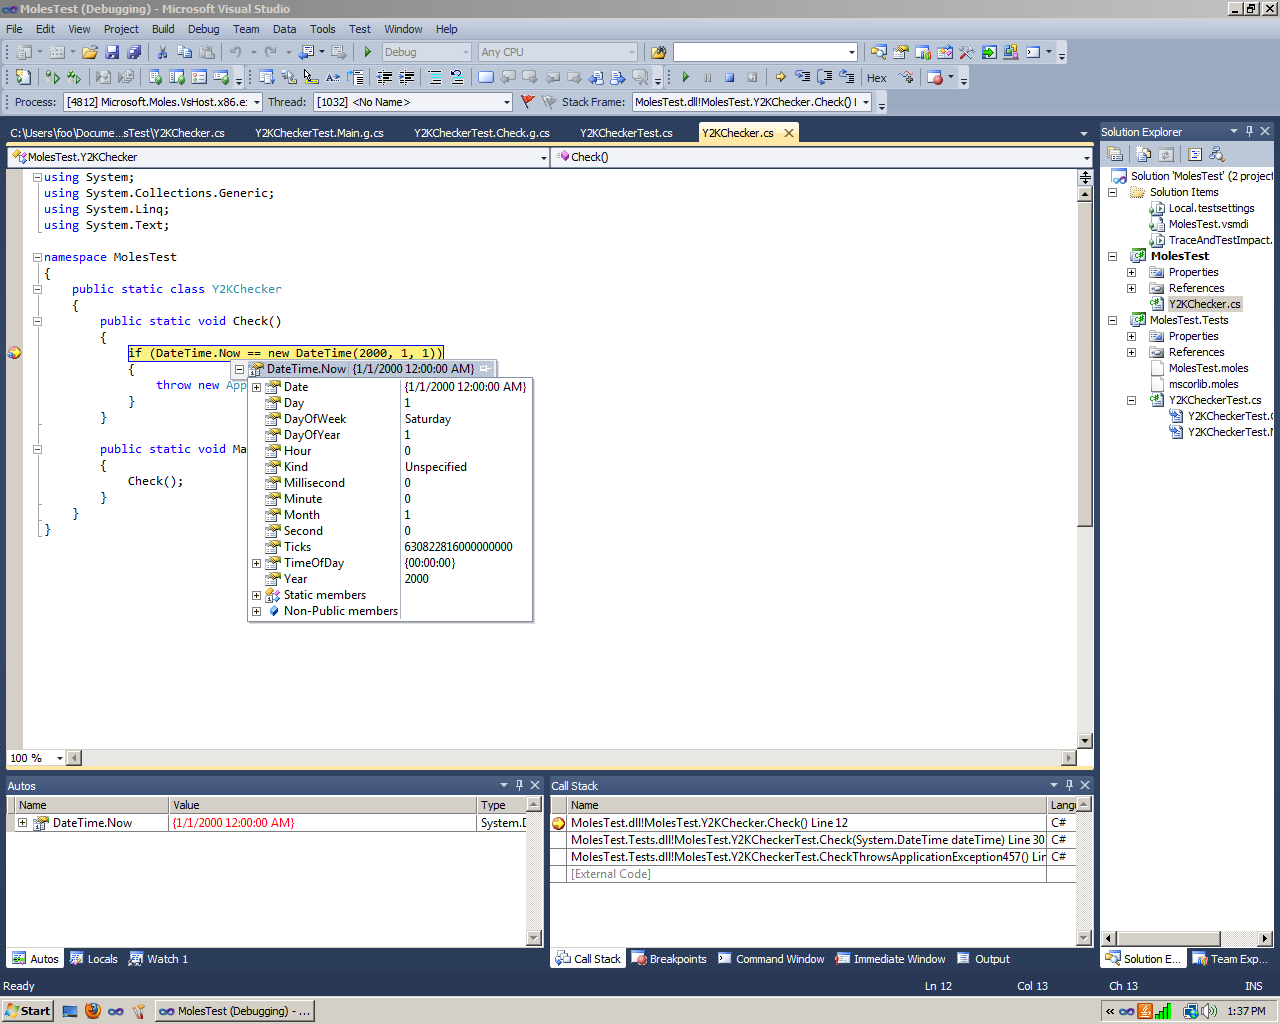 MolesTest (Debugging) - Microsoft Visual Studio
File Edit View Project Build Debug Team Data Tools Test Window Help
Debug Any CPU
Hex
Process: [4812] Microsoft.Moles.VsHost.x86.e: Thread: [1032] <No Name> Stack Frame: MolesTest.dll!MolesTest.Y2KChecker.Check() l
C:\Users\foo\Docume...sTest\Y2KChecker.cs Y2KCheckerTest.Main.g.cs Y2KCheckerTest.Check.g.cs Y2KCheckerTest.cs Y2KChecker.cs
MolesTest.Y2KChecker Check()
using System;
using System.Collections.Generic;
using System.Linq;
using System.Text;
namespace MolesTest
{
public static class Y2KChecker
{
public static void Check()
{
if (DateTime.Now == new DateTime(2000, 1, 1))
{
throw new App
}
}
public static void Ma
{
Check();
}
}
}
DateTime.Now {1/1/2000 12:00:00 AM}
Date {1/1/2000 12:00:00 AM}
Day 1
DayOfWeek Saturday
DayOfYear 1
Hour 0
Kind Unspecified
Millisecond 0
Minute 0
Month 1
Second 0
Ticks 630822816000000000
TimeOfDay {00:00:00}
Year 2000
Static members
Non-Public members
100 %
Solution Explorer
Solution 'MolesTest' (2 project
Solution Items
Local.testsettings
MolesTest.vsmdi
TraceAndTestImpact.
MolesTest
Properties
References
Y2KChecker.cs
MolesTest.Tests
Properties
References
MolesTest.moles
mscorlib.moles
Y2KCheckerTest.cs
Y2KCheckerTest.C
Y2KCheckerTest.M
Autos
Name Value Type
DateTime.Now {1/1/2000 12:00:00 AM} System.D
Call Stack
Name Langu
MolesTest.dll!MolesTest.Y2KChecker.Check() Line 12 C#
MolesTest.Tests.dll!MolesTest.Y2KCheckerTest.Check(System.DateTime dateTime) Line 30 C#
MolesTest.Tests.dll!MolesTest.Y2KCheckerTest.CheckThrowsApplicationException457() Lin C#
[External Code]
Autos Locals Watch 1
Call Stack Breakpoints Command Window Immediate Window Output
Solution E... Team Exp...
Ready Ln 12 Col 13 Ch 13 INS
Start MolesTest (Debugging) - ... 1:37 PM